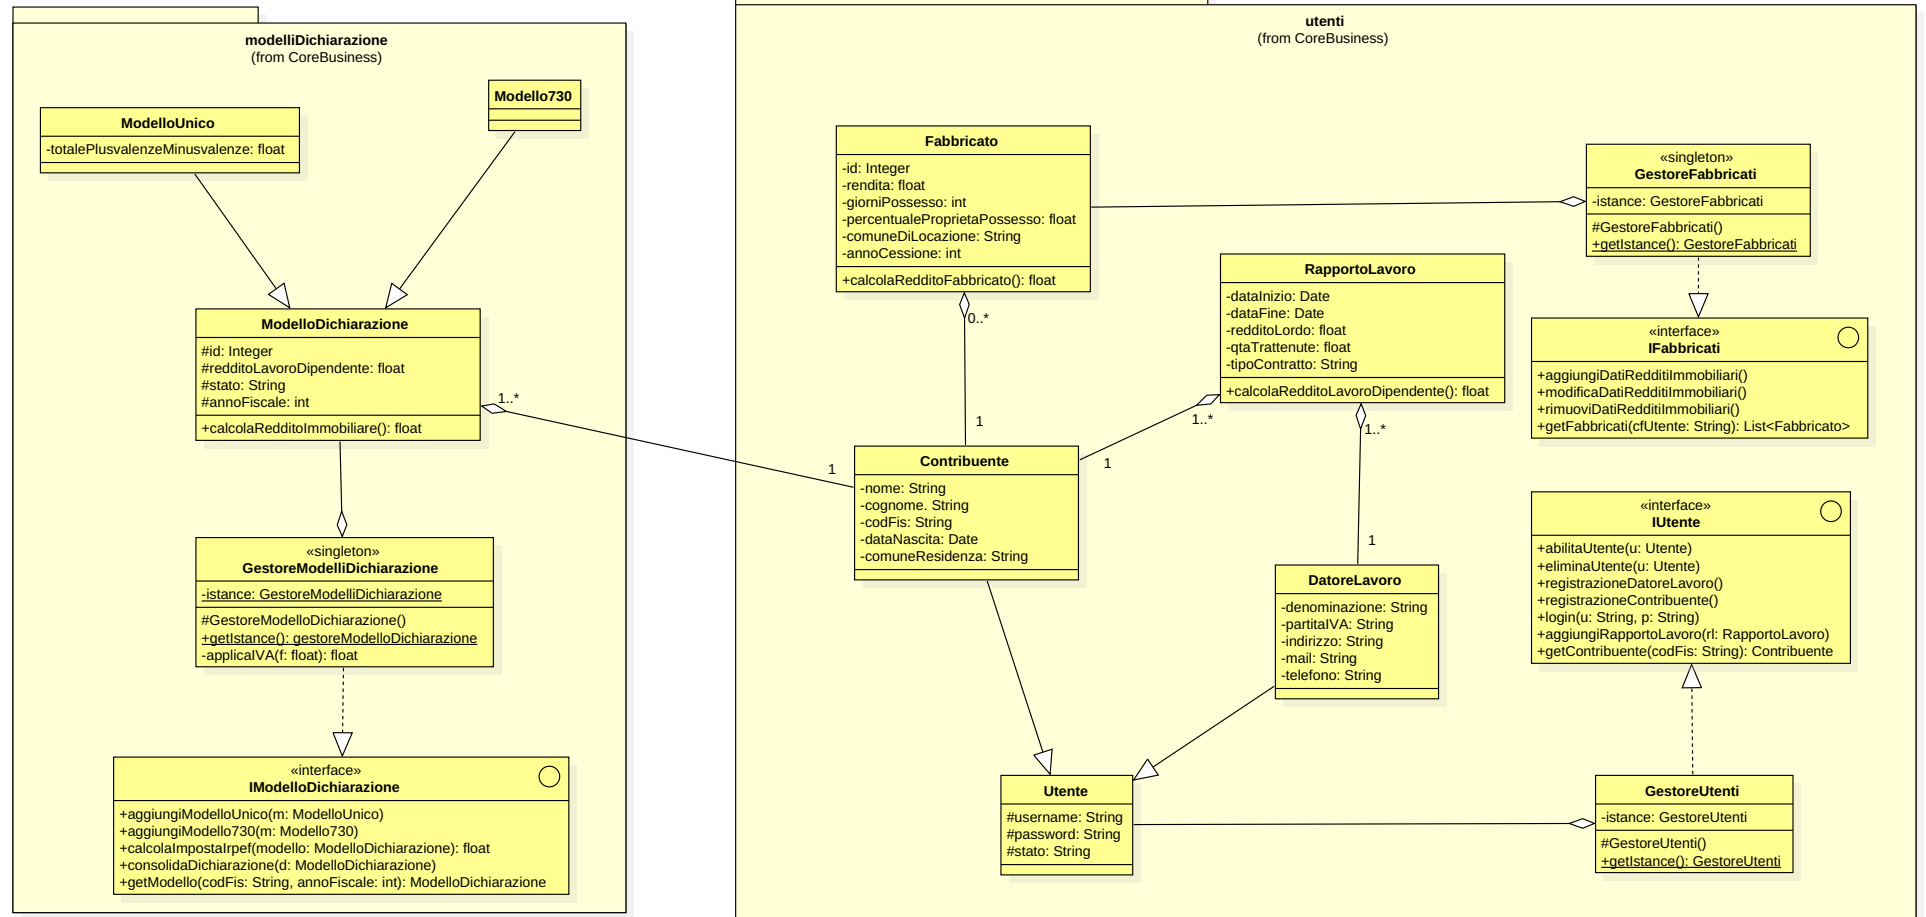 modelliDichiarazione
(from CoreBusiness)
ModelloUnico
-totalePlusvalenzeMinusvalenze: float
Modello730
ModelloDichiarazione
#id: Integer
#redditoLavoroDipendente: float
#stato: String
#annoFiscale: int
+calcolaRedditoImmobiliare(): float
1..*
1
«singleton»
GestoreModelliDichiarazione
-istance: GestoreModelliDichiarazione
#GestoreModelloDichiarazione()
+getIstance(): gestoreModelloDichiarazione
-applicaIVA(f: float): float
«interface»
IModelloDichiarazione
+aggiungiModelloUnico(m: ModelloUnico)
+aggiungiModello730(m: Modello730)
+calcolaImpostaIrpef(modello: ModelloDichiarazione): float
+consolidaDichiarazione(d: ModelloDichiarazione)
+getModello(codFis: String, annoFiscale: int): ModelloDichiarazione
utenti
(from CoreBusiness)
Fabbricato
-id: Integer
-rendita: float
-giorniPossesso: int
-percentualeProprietaPossesso: float
-comuneDiLocazione: String
-annoCessione: int
+calcolaRedditoFabbricato(): float
0..*
1
«singleton»
GestoreFabbricati
-istance: GestoreFabbricati
#GestoreFabbricati()
+getIstance(): GestoreFabbricati
RapportoLavoro
-dataInizio: Date
-dataFine: Date
-redditoLordo: float
-qtaTrattenute: float
-tipoContratto: String
+calcolaRedditoLavoroDipendente(): float
1..*
1
1..*
1
«interface»
IFabbricati
+aggiungiDatiRedditiImmobiliari()
+modificaDatiRedditiImmobiliari()
+rimuoviDatiRedditiImmobiliari()
+getFabbricati(cfUtente: String): List<Fabbricato>
Contribuente
-nome: String
-cognome. String
-codFis: String
-dataNascita: Date
-comuneResidenza: String
«interface»
IUtente
+abilitaUtente(u: Utente)
+eliminaUtente(u: Utente)
+registrazioneDatoreLavoro()
+registrazioneContribuente()
+login(u: String, p: String)
+aggiungiRapportoLavoro(rl: RapportoLavoro)
+getContribuente(codFis: String): Contribuente
DatoreLavoro
-denominazione: String
-partitaIVA: String
-indirizzo: String
-mail: String
-telefono: String
Utente
#username: String
#password: String
#stato: String
GestoreUtenti
-istance: GestoreUtenti
#GestoreUtenti()
+getIstance(): GestoreUtenti